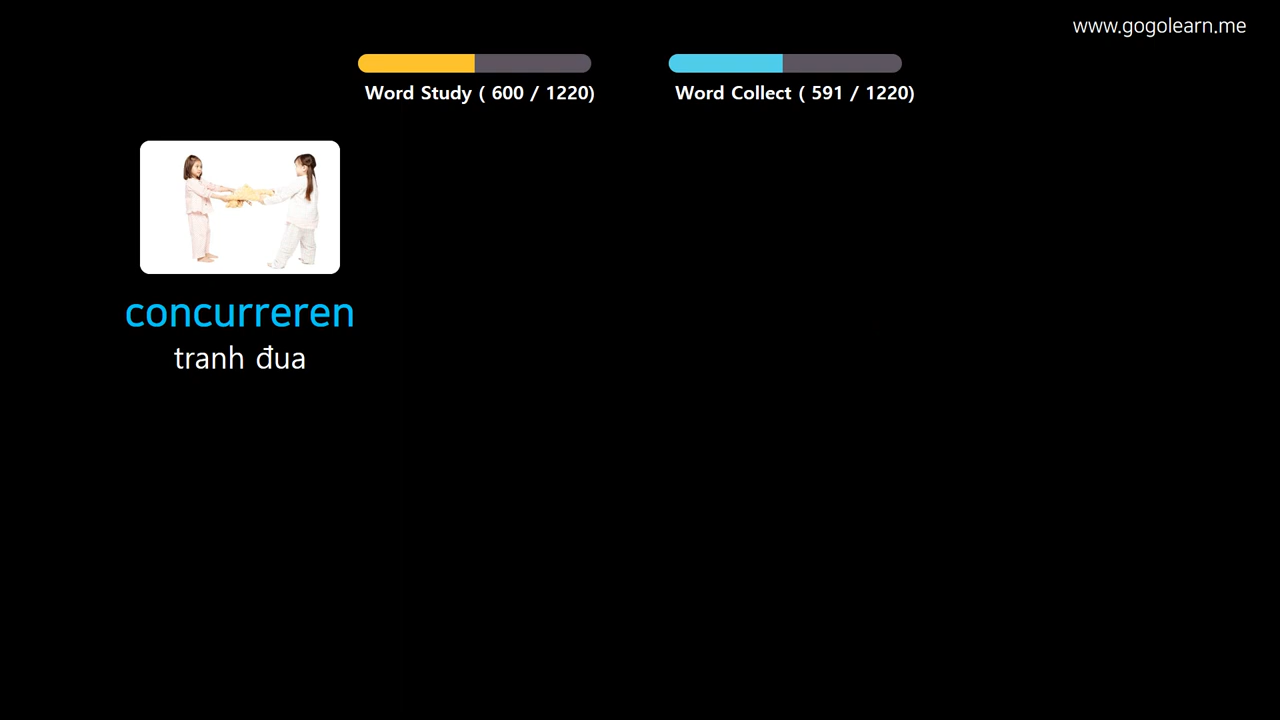 www.gogolearn.me
Word Study ( 600 / 1220)
Word Collect ( 591 / 1220)
concurreren
tranh đua